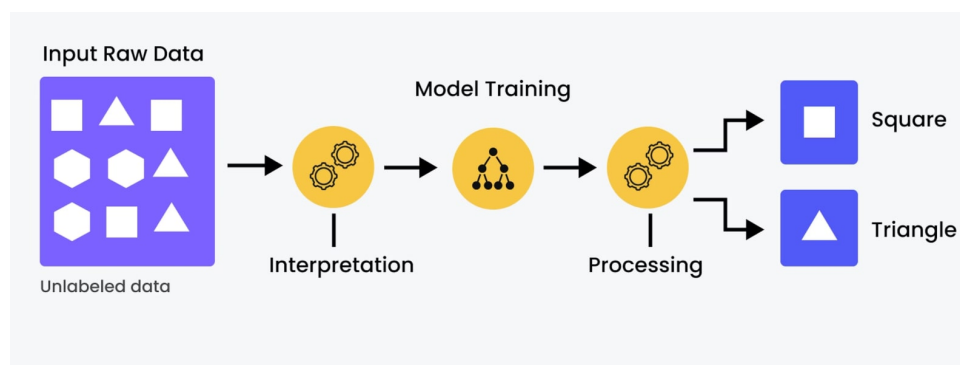 Input Raw Data
Model Training
Square
Triangle
Interpretation
Processing
Unlabeled data